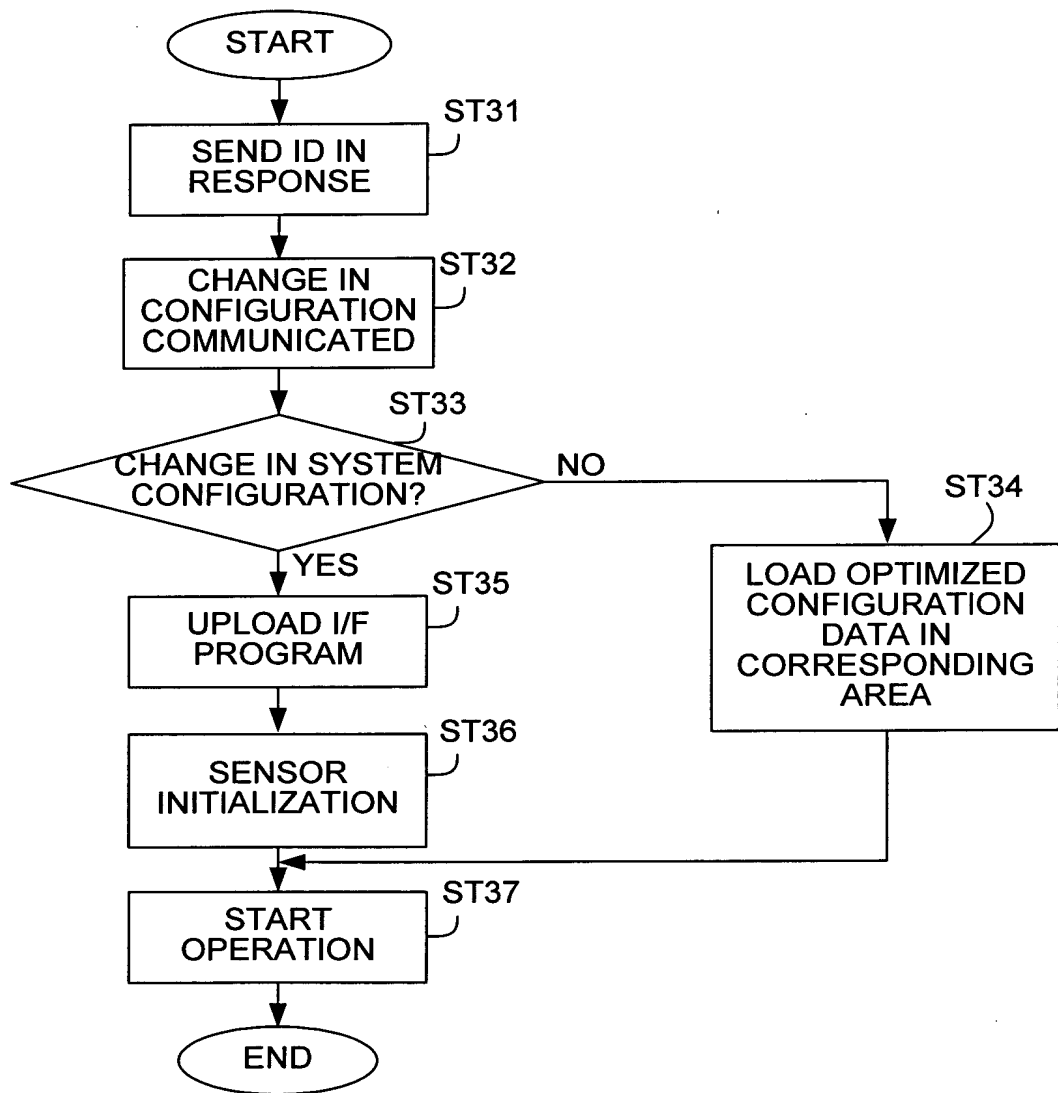 START
ST31
SEND ID IN
RESPONSE
ST32
CHANGE IN
CONFIGURATION
COMMUNICATED
ST33
CHANGE IN SYSTEM
CONFIGURATION?
NO
YES
ST34
LOAD OPTIMIZED
CONFIGURATION
DATA IN
CORRESPONDING
AREA
ST35
UPLOAD I/F
PROGRAM
ST36
SENSOR
INITIALIZATION
ST37
START
OPERATION
END